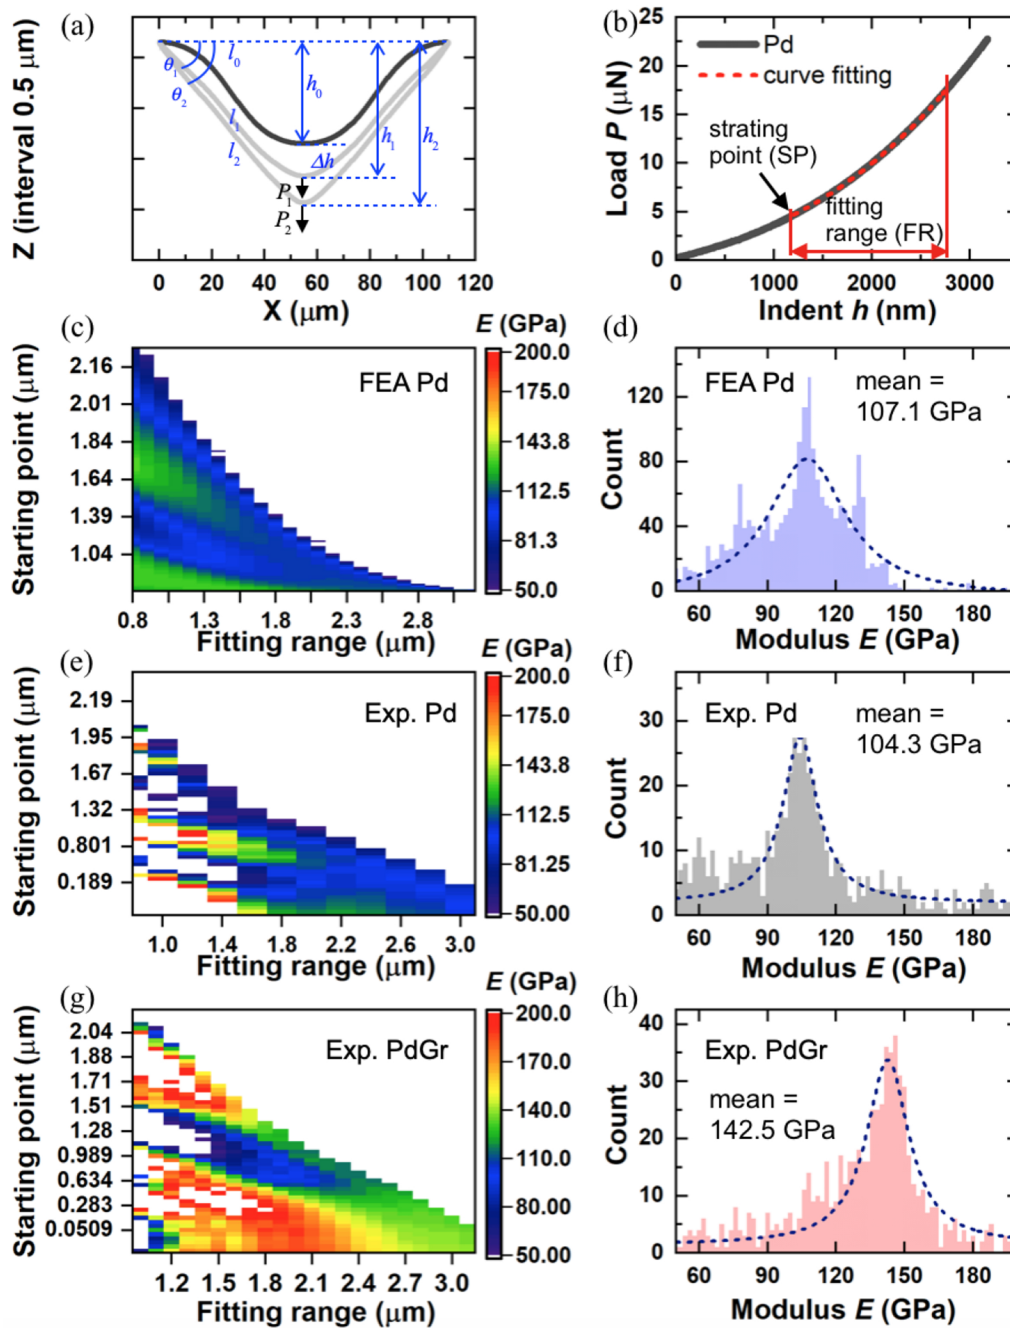 (a)
Z (interval 0.5 μm)
θ1
θ2
l0
l1
l2
h0
h1
h2
Δh
P1
P2
0 20 40 60 80 100 120
X (μm)
(b)
Load P (μN)
25
20
15
10
5
0
Pd
curve fitting
strating
point (SP)
fitting
range (FR)
0 1000 2000 3000
Indent h (nm)
(c)
Starting point (μm)
2.16
2.01
1.84
1.64
1.39
1.04
FEA Pd
0.8 1.3 1.8 2.3 2.8
Fitting range (μm)
E (GPa)
200.0
175.0
143.8
112.5
81.3
50.0
(d)
Count
120
80
40
0
FEA Pd
mean =
107.1 GPa
60 90 120 150 180
Modulus E (GPa)
(e)
Starting point (μm)
2.19
1.95
1.67
1.32
0.801
0.189
Exp. Pd
1.0 1.4 1.8 2.2 2.6 3.0
Fitting range (μm)
E (GPa)
200.0
175.0
143.8
112.5
81.25
50.00
(f)
Count
30
20
10
0
Exp. Pd
mean =
104.3 GPa
60 90 120 150 180
Modulus E (GPa)
(g)
Starting point (μm)
2.04
1.88
1.71
1.51
1.28
0.989
0.634
0.283
0.0509
Exp. PdGr
1.2 1.5 1.8 2.1 2.4 2.7 3.0
Fitting range (μm)
E (GPa)
200.0
170.0
140.0
110.0
80.00
50.00
(h)
Count
40
30
20
10
0
Exp. PdGr
mean =
142.5 GPa
60 90 120 150 180
Modulus E (GPa)